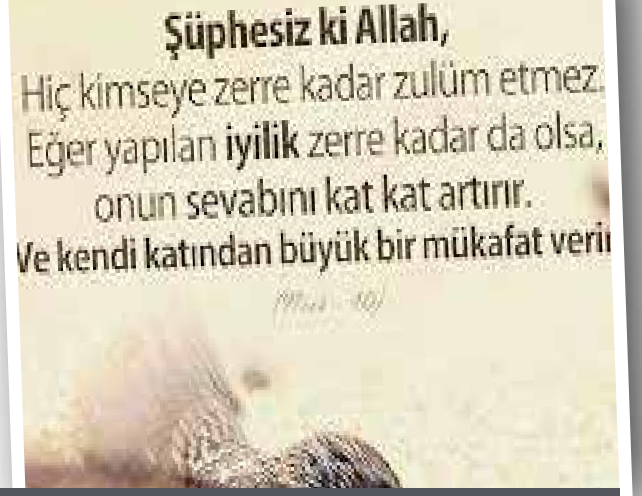 Şüphesiz ki Allah,
Hiç kimseye zerre kadar zulüm etmez.
Eğer yapılan iyilik zerre kadar da olsa,
onun sevabını kat kat artırır.
Ve kendi katından büyük bir mükafat verir